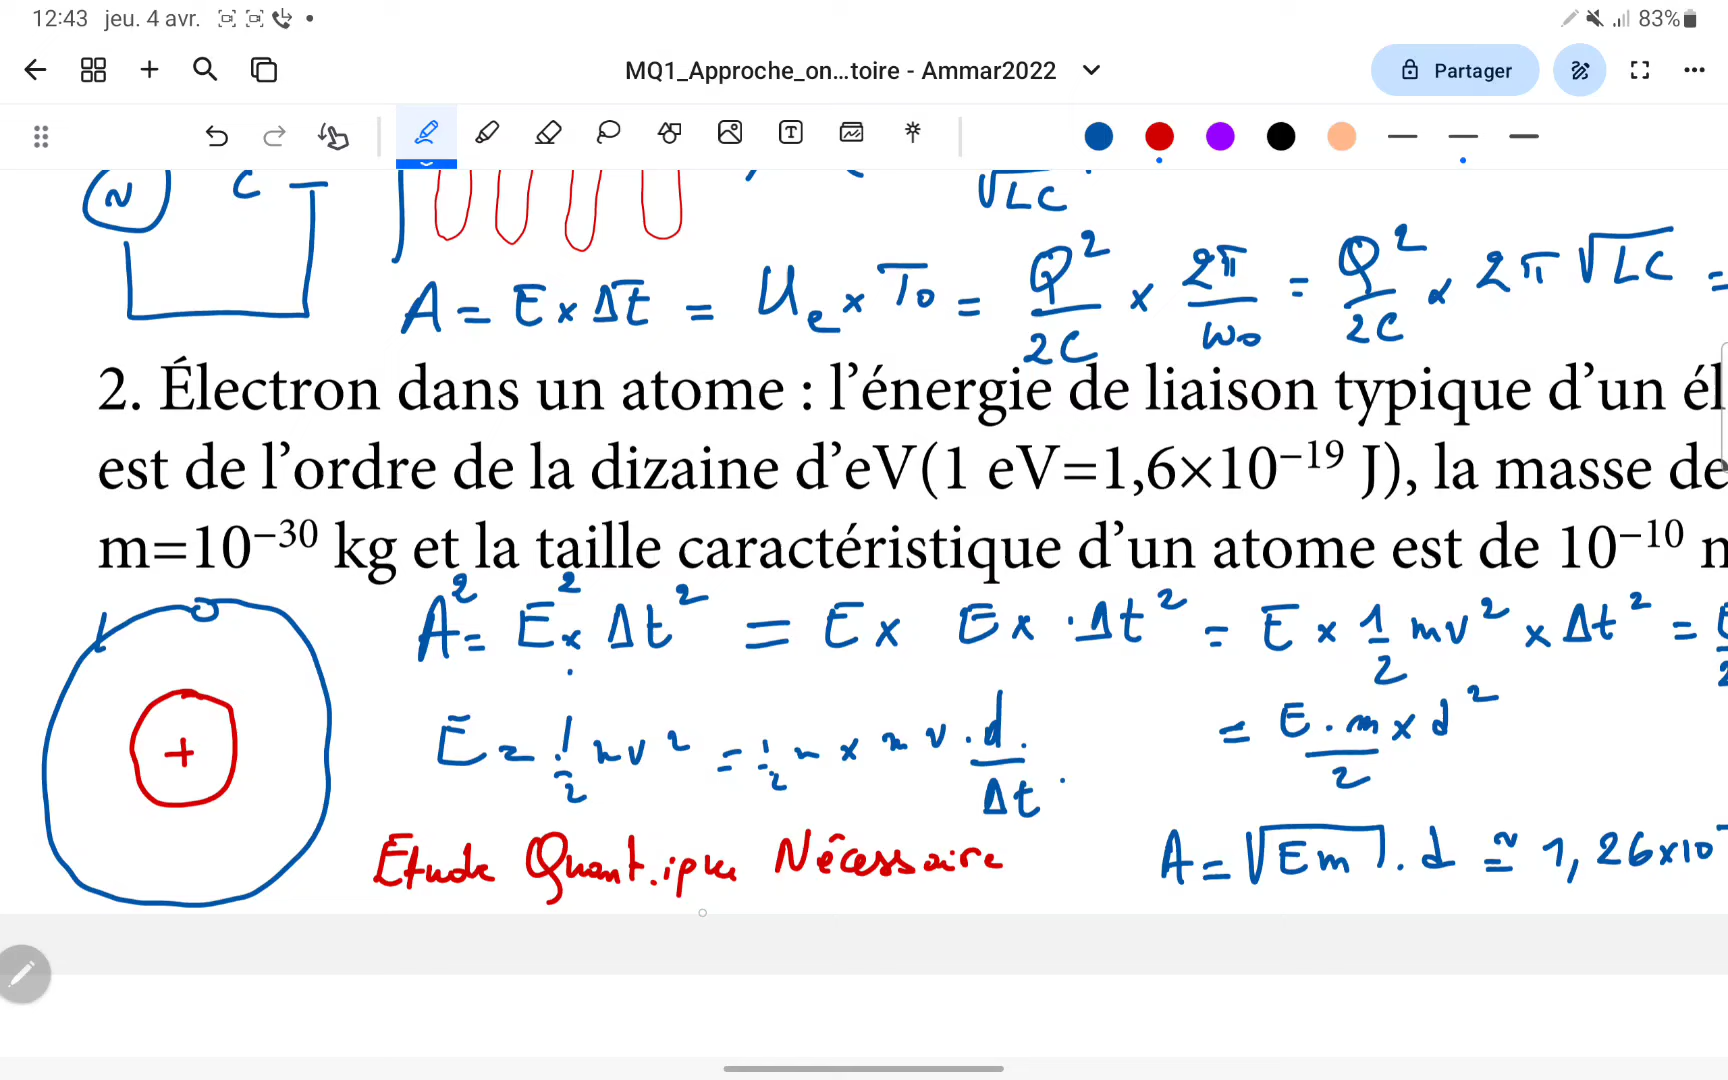 12:43 jeu. 4 avr.
83%
MQ1_Approche_on...toire - Ammar2022
Partager
N C
√LC
A = E × Δt = Ue × T0 = Q²/2C × 2π/ω0 = Q²/2C × 2π √LC =
2. Électron dans un atome : l'énergie de liaison typique d'un él
est de l'ordre de la dizaine d'eV(1 eV=1,6×10⁻¹⁹ J), la masse de
m=10⁻³⁰ kg et la taille caractéristique d'un atome est de 10⁻¹⁰
A² = E² × Δt² = E × E × · Δt² = E × 1/2 mv² × Δt² =
E = 1/2 mv² = 1/2 m × m v · d/Δt
= E · m × d²/2
+
Etude Quantique Nécessaire
A = √Em · d ≃ 1,26×10